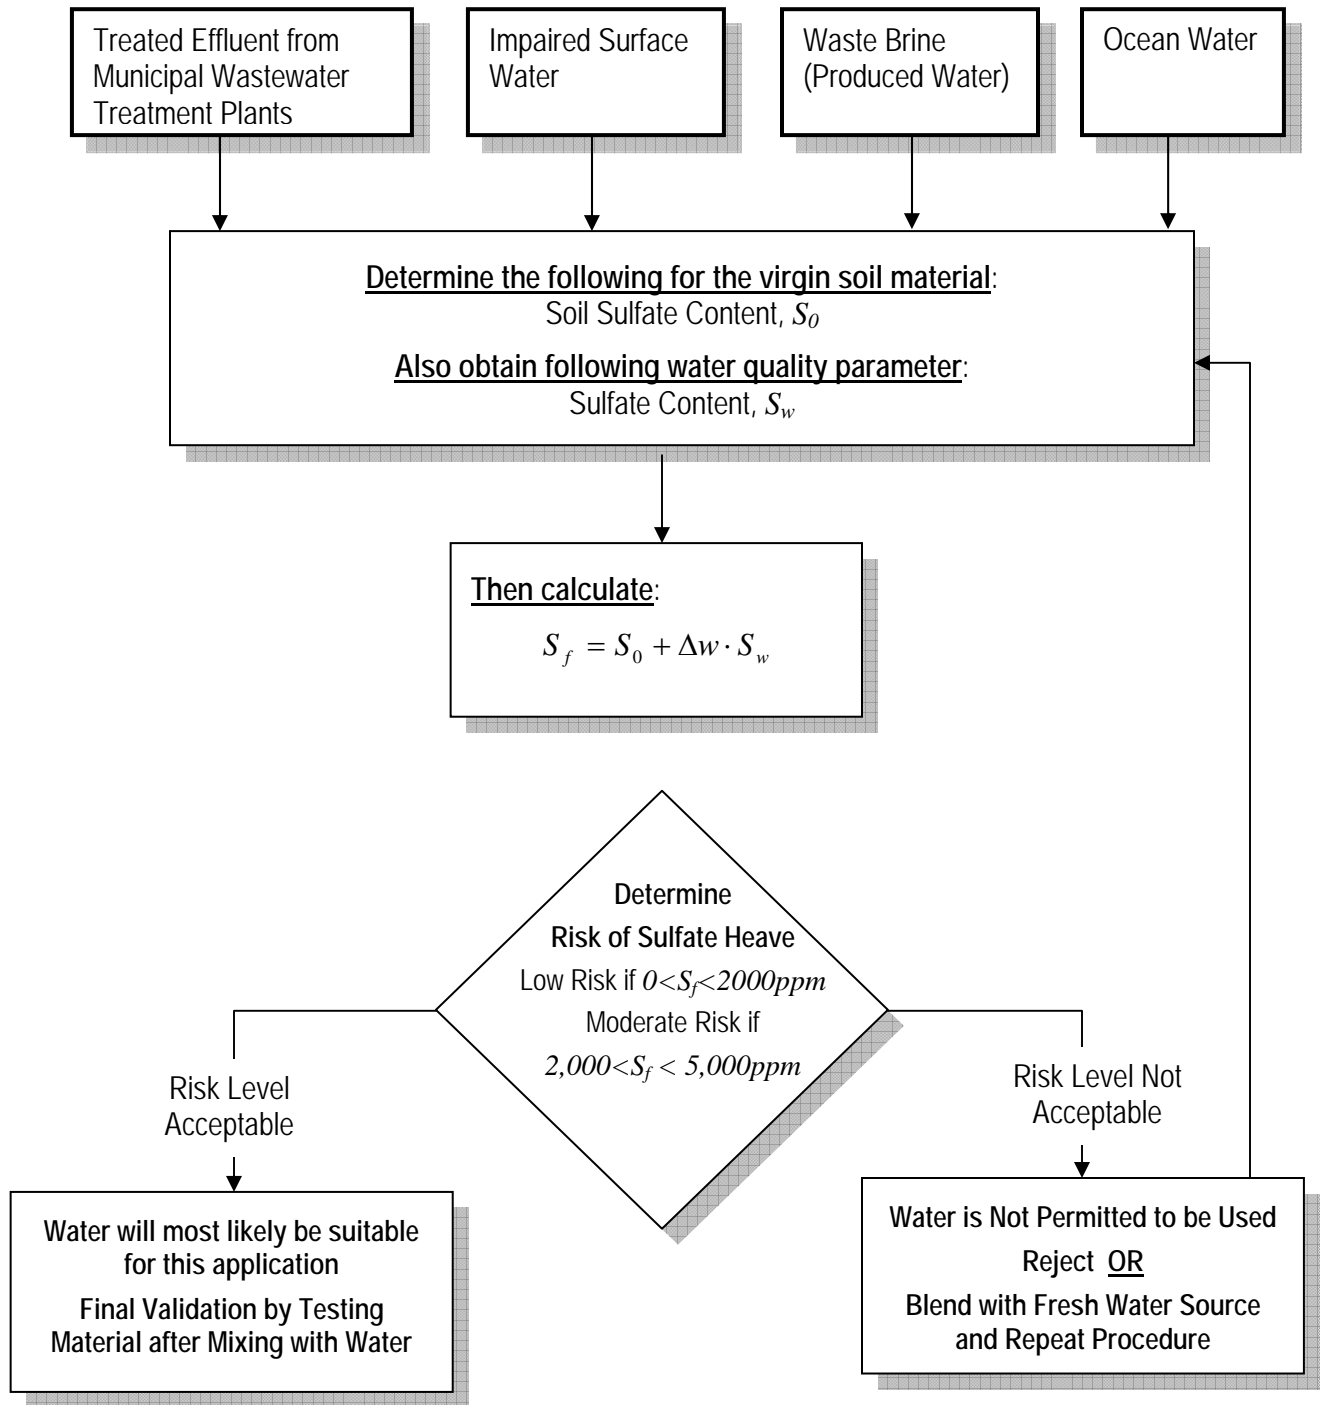 Treated Effluent from
Municipal Wastewater
Treatment Plants
Impaired Surface
Water
Waste Brine
(Produced Water)
Ocean Water
Determine the following for the virgin soil material:
Soil Sulfate Content, S0
Also obtain following water quality parameter:
Sulfate Content, Sw
Then calculate:
Sf = S0 + Δw · Sw
Determine
Risk of Sulfate Heave
Low Risk if 0<Sf<2000ppm
Moderate Risk if
2,000<Sf < 5,000ppm
Risk Level
Acceptable
Risk Level Not
Acceptable
Water will most likely be suitable
for this application
Final Validation by Testing
Material after Mixing with Water
Water is Not Permitted to be Used
Reject OR
Blend with Fresh Water Source
and Repeat Procedure